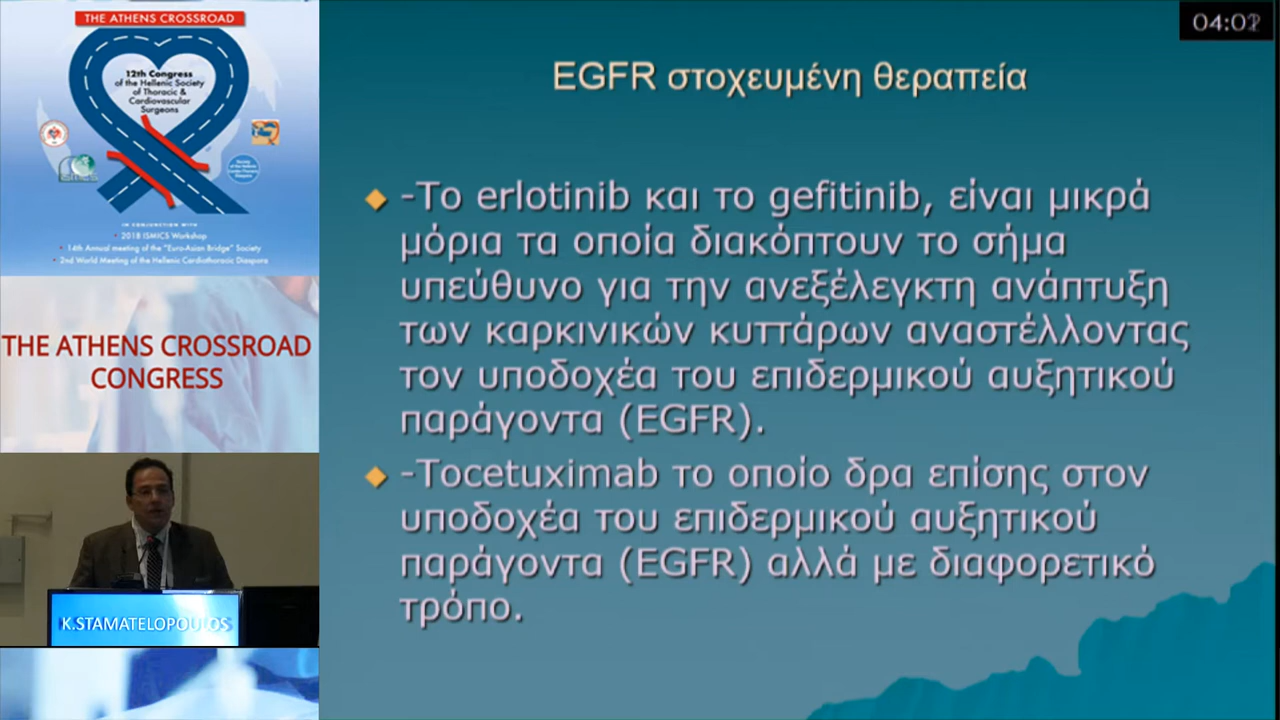 THE ATHENS CROSSROAD
12th Congress
of the Hellenic Society
of Thoracic &
Cardiovascular
Surgeons
IN CONJUNCTION WITH
• 2018 ISMICS Workshop
• 14th Annual meeting of the "Euro-Asian Bridge" Society
• 2nd World Meeting of the Hellenic Cardiothoracic Diaspora
THE ATHENS CROSSROAD
CONGRESS
K.STAMATELOPOULOS
04:02
EGFR στοχευμένη θεραπεία
-Το erlotinib και το gefitinib, είναι μικρά
μόρια τα οποία διακόπτουν το σήμα
υπεύθυνο για την ανεξέλεγκτη ανάπτυξη
των καρκινικών κυττάρων αναστέλλοντας
τον υποδοχέα του επιδερμικού αυξητικού
παράγοντα (EGFR).
-Τοcetuximab το οποίο δρα επίσης στον
υποδοχέα του επιδερμικού αυξητικού
παράγοντα (EGFR) αλλά με διαφορετικό
τρόπο.